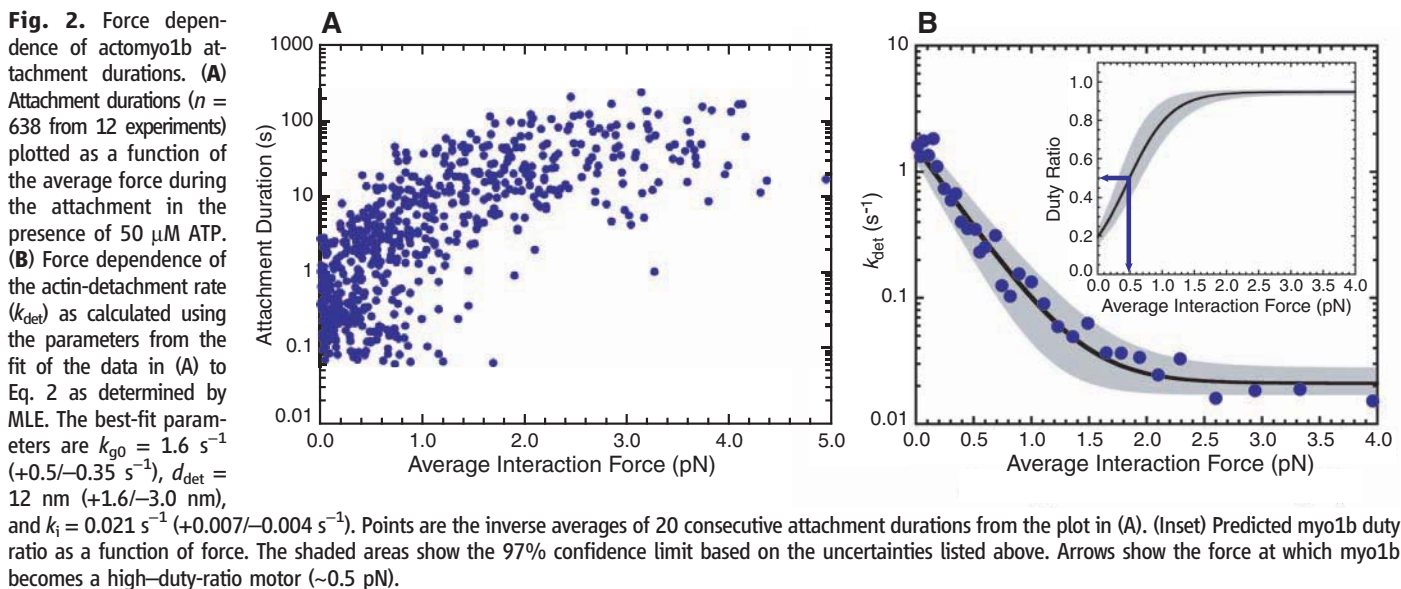 Fig. 2. Force depen-
dence of actomyo1b at-
tachment durations. (A)
Attachment durations (n =
638 from 12 experiments)
plotted as a function of
the average force during
the attachment in the
presence of 50 μM ATP.
(B) Force dependence of
the actin-detachment rate
(kdet) as calculated using
the parameters from the
fit of the data in (A) to
Eq. 2 as determined by
MLE. The best-fit param-
eters are kg0 = 1.6 s−1
(+0.5/−0.35 s−1), ddet =
12 nm (+1.6/−3.0 nm),
and ki = 0.021 s−1 (+0.007/−0.004 s−1). Points are the inverse averages of 20 consecutive attachment durations from the plot in (A). (Inset) Predicted myo1b duty
ratio as a function of force. The shaded areas show the 97% confidence limit based on the uncertainties listed above. Arrows show the force at which myo1b
becomes a high–duty-ratio motor (~0.5 pN).
A
1000
100
10
1
0.1
0.01
Attachment Duration (s)
0.0 1.0 2.0 3.0 4.0 5.0
Average Interaction Force (pN)
B
10
1
0.1
0.01
kdet (s−1)
0.0 0.5 1.0 1.5 2.0 2.5 3.0 3.5 4.0
Average Interaction Force (pN)
1.0
0.8
0.6
0.4
0.2
0.0
Duty Ratio
0.0 0.5 1.0 1.5 2.0 2.5 3.0 3.5 4.0
Average Interaction Force (pN)